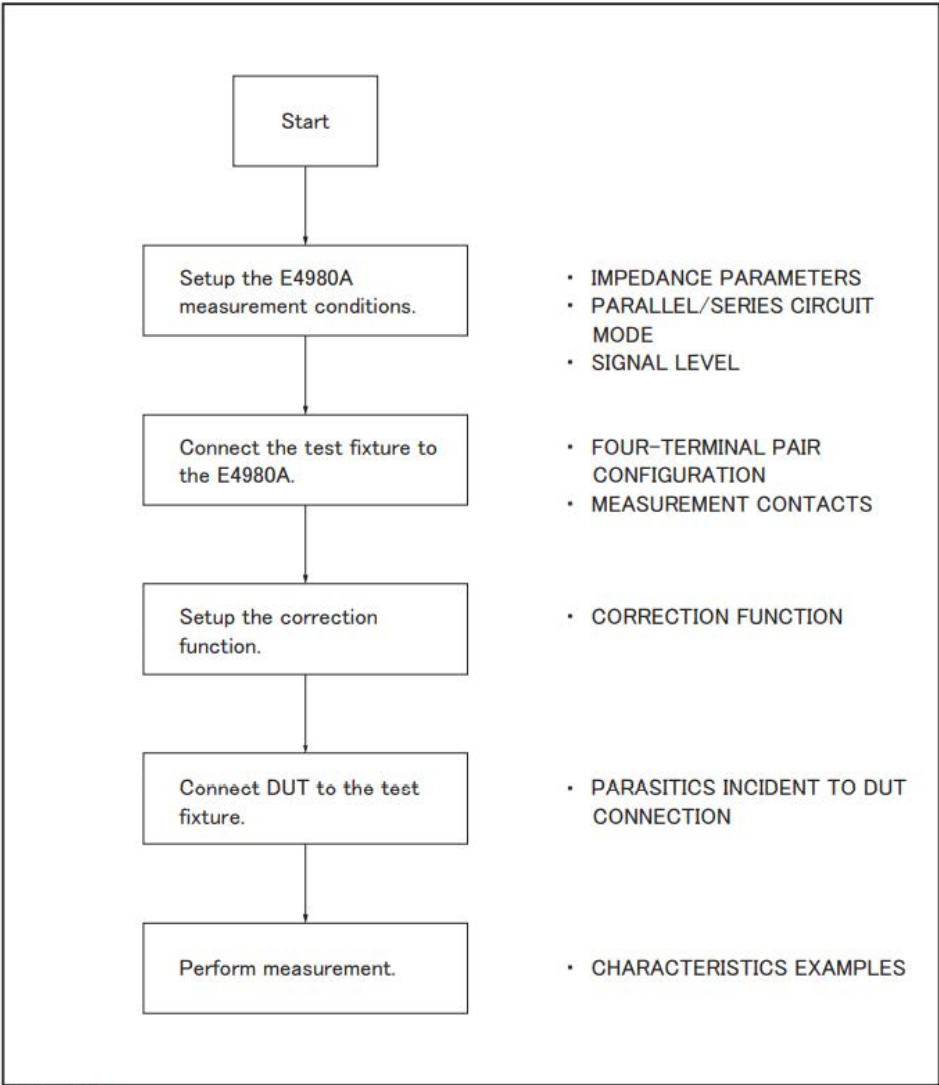 Start
Setup the E4980A
measurement conditions.
・ IMPEDANCE PARAMETERS
・ PARALLEL/SERIES CIRCUIT
MODE
・ SIGNAL LEVEL
Connect the test fixture to
the E4980A.
・ FOUR-TERMINAL PAIR
CONFIGURATION
・ MEASUREMENT CONTACTS
Setup the correction
function.
・ CORRECTION FUNCTION
Connect DUT to the test
fixture.
・ PARASITICS INCIDENT TO DUT
CONNECTION
Perform measurement.
・ CHARACTERISTICS EXAMPLES